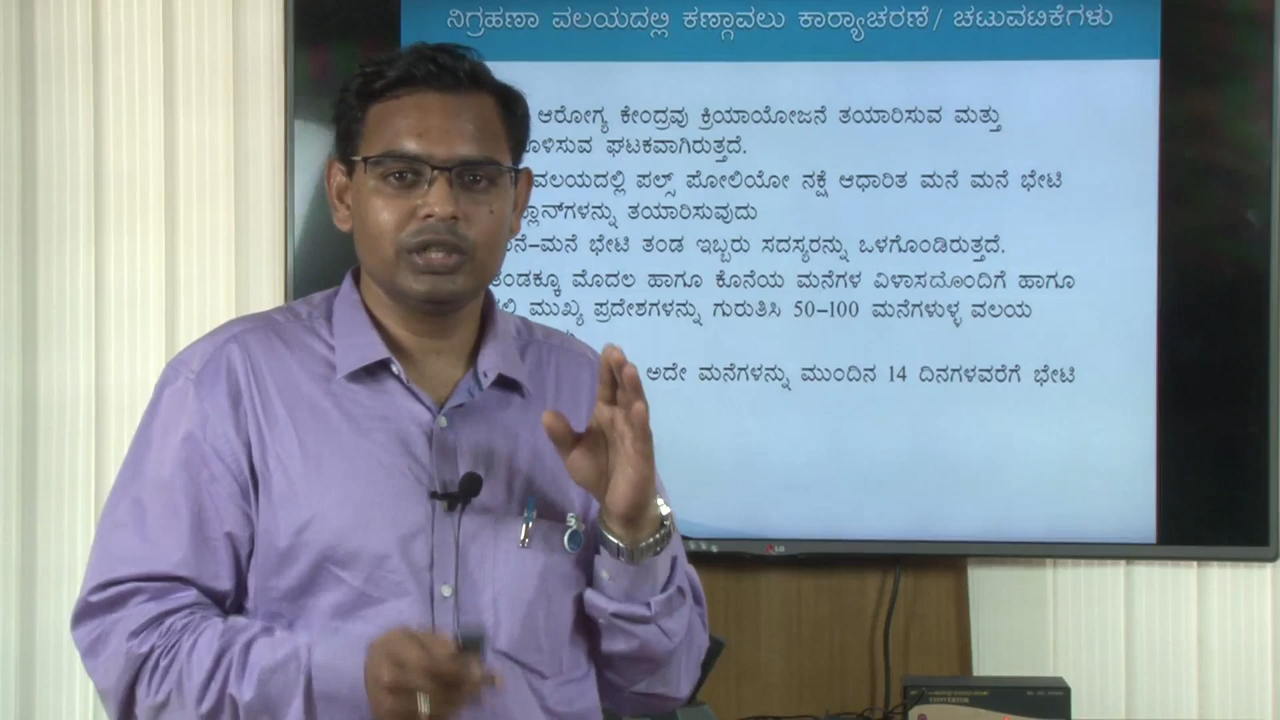 ನಿಗ್ರಹಣಾ ವಲಯದಲ್ಲಿ ಕಣ್ಗಾವಲು ಕಾರ್‍ಯಾಚರಣೆ/ ಚಟುವಟಿಕೆಗಳು
ಆರೋಗ್ಯ ಕೇಂದ್ರವು ಕ್ರಿಯಾಯೋಜನೆ ತಯಾರಿಸುವ ಮತ್ತು
ಘಟಕವಾಗಿರುತ್ತದೆ.
ವಲಯದಲ್ಲಿ ಪಲ್ಸ್ ಪೋಲಿಯೋ ನಕ್ಷೆ ಆಧಾರಿತ ಮನೆ ಮನೆ ಭೇಟಿ
ತಯಾರಿಸುವುದು
ಭೇಟಿ ತಂಡ ಇಬ್ಬರು ಸದಸ್ಯರನ್ನು ಒಳಗೊಂಡಿರುತ್ತದೆ.
ಮೊದಲ ಹಾಗೂ ಕೊನೆಯ ಮನೆಗಳ ವಿಳಾಸದೊಂದಿಗೆ ಹಾಗೂ
ಮುಖ್ಯ ಪ್ರದೇಶಗಳನ್ನು ಗುರುತಿಸಿ 50–100 ಮನೆಗಳುಳ್ಳ ವಲಯ
ಅದೇ ಮನೆಗಳನ್ನು ಮುಂದಿನ 14 ದಿನಗಳವರೆಗೆ ಭೇಟಿ
LG
CONVERTOR